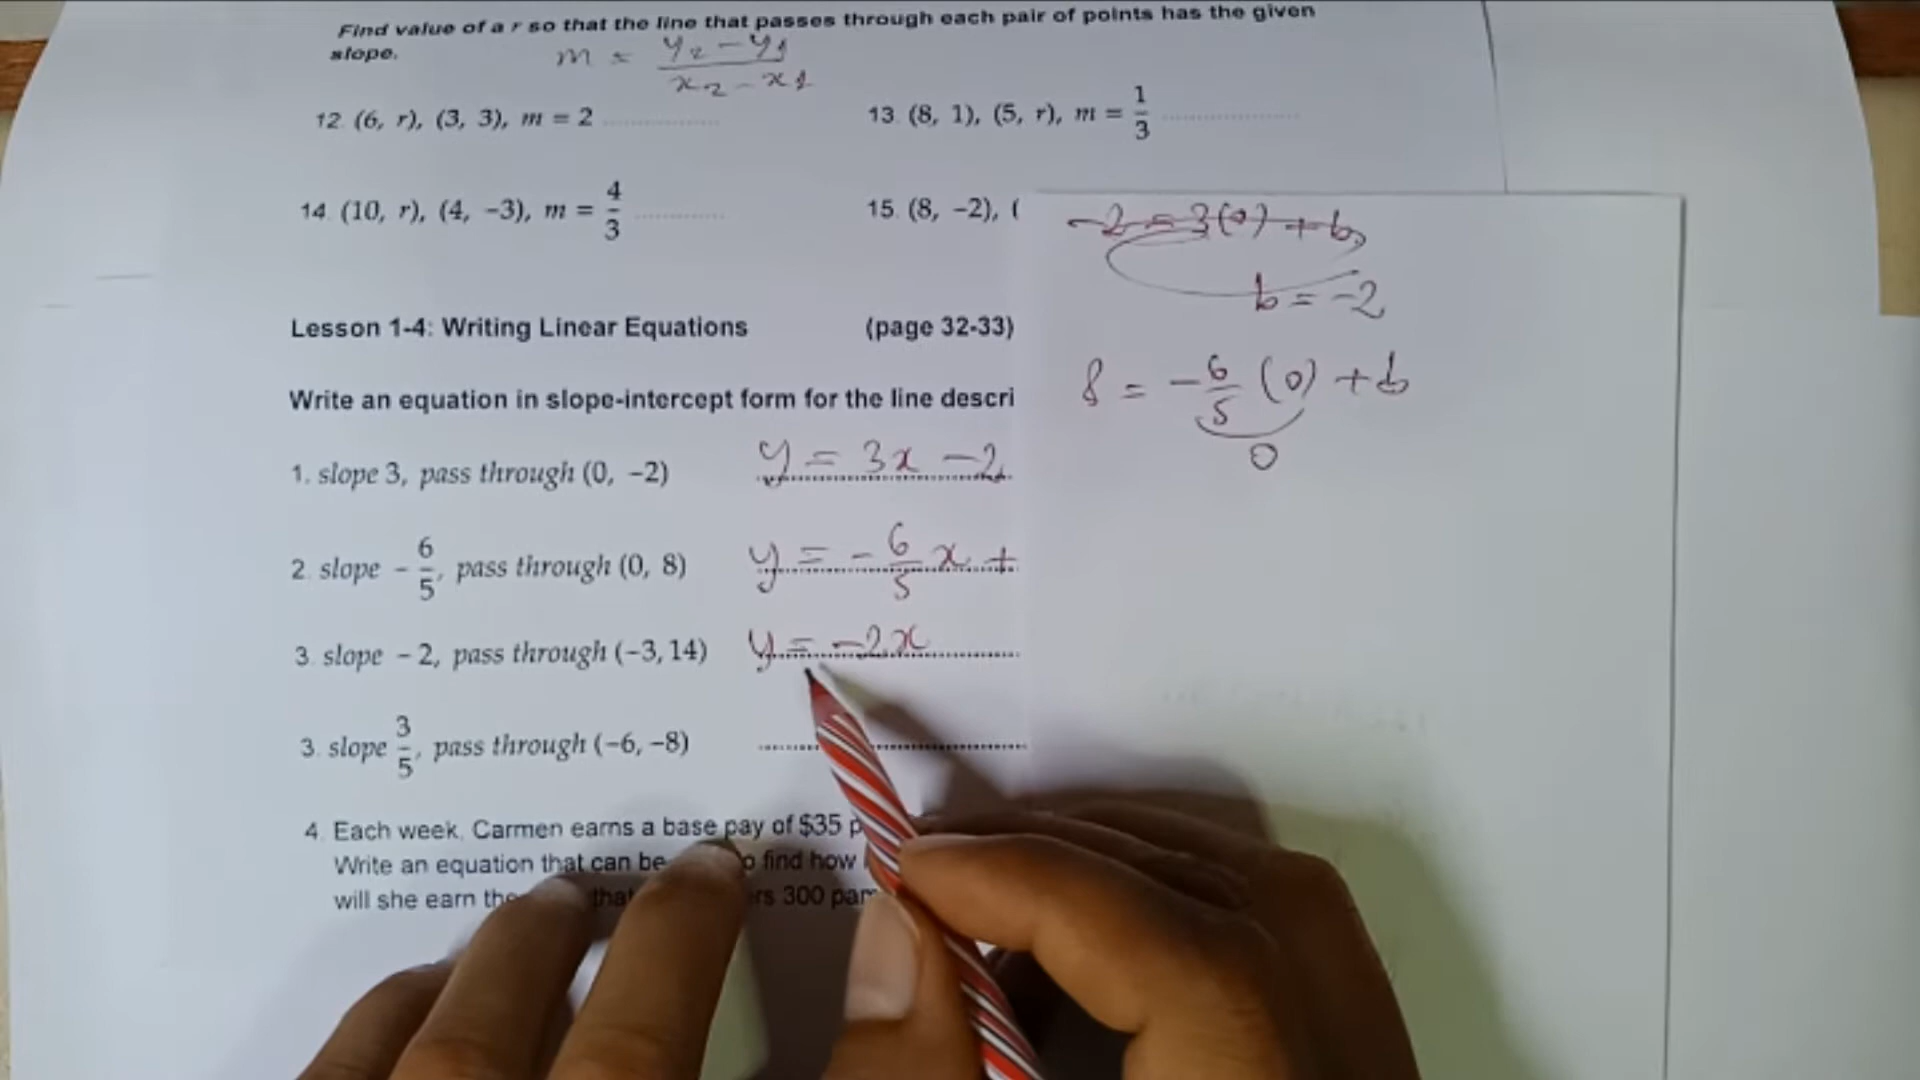 Find value of a r so that the line that passes through each pair of points has the given
slope.
m = y2 - y1 / x2 - x1
12. (6, r), (3, 3), m = 2 ....................
13. (8, 1), (5, r), m = 1/3 ....................
14. (10, r), (4, -3), m = 4/3 ....................
15. (8, -2), (
-2 = 3(0) + b
b = -2
Lesson 1-4: Writing Linear Equations (page 32-33)
8 = -6/5 (0) + b
0
Write an equation in slope-intercept form for the line descri
1. slope 3, pass through (0, -2) y = 3x - 2
2. slope - 6/5, pass through (0, 8) y = -6/5 x +
3. slope - 2, pass through (-3, 14) y = -2x
3. slope 3/5, pass through (-6, -8) ....................
4. Each week, Carmen earns a base pay of $35 p
Write an equation that can be find how
will she earn the 300 pam